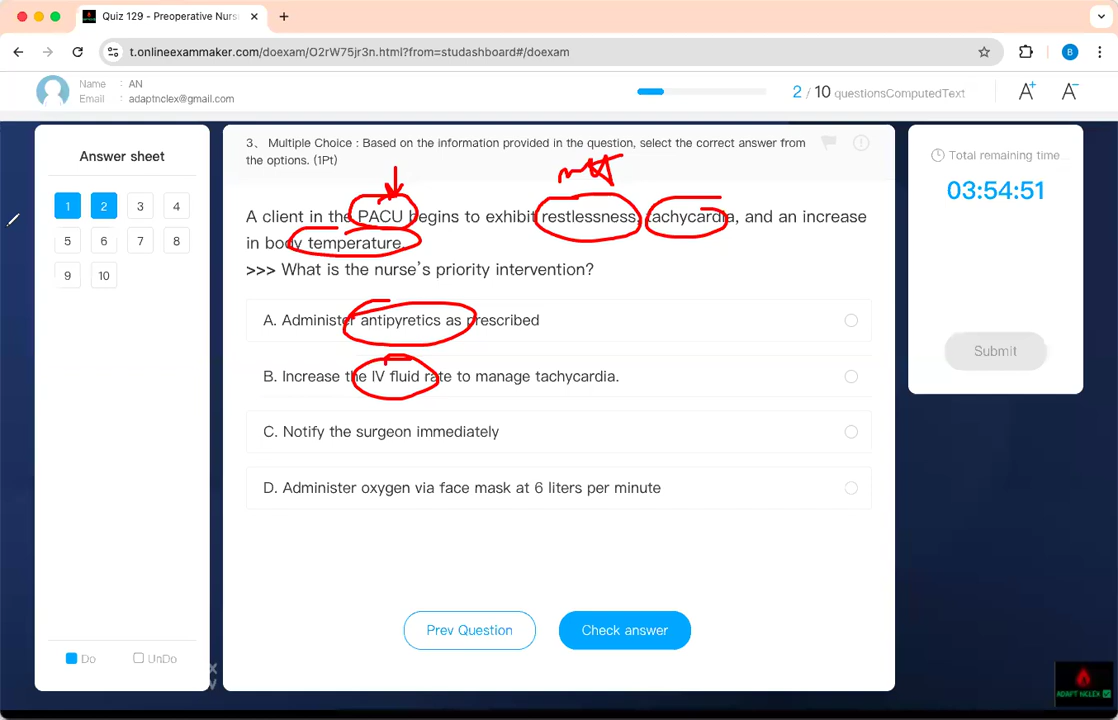 Quiz 129 - Preoperative Nurs
t.onlineexammaker.com/doexam/O2rW75jr3n.html?from=studashboard#/doexam
B
Name : AN
Email : adaptnclex@gmail.com
2 / 10 questionsComputedText
A+ A-
Answer sheet
1 2 3 4
5 6 7 8
9 10
Do UnDo
3、 Multiple Choice : Based on the information provided in the question, select the correct answer from
the options. (1Pt)
A client in the PACU begins to exhibit restlessness, tachycardia, and an increase
in body temperature.
>>> What is the nurse's priority intervention?
A. Administer antipyretics as prescribed
B. Increase the IV fluid rate to manage tachycardia.
C. Notify the surgeon immediately
D. Administer oxygen via face mask at 6 liters per minute
Prev Question Check answer
Total remaining time
03:54:51
Submit
ADAPT NCLEX